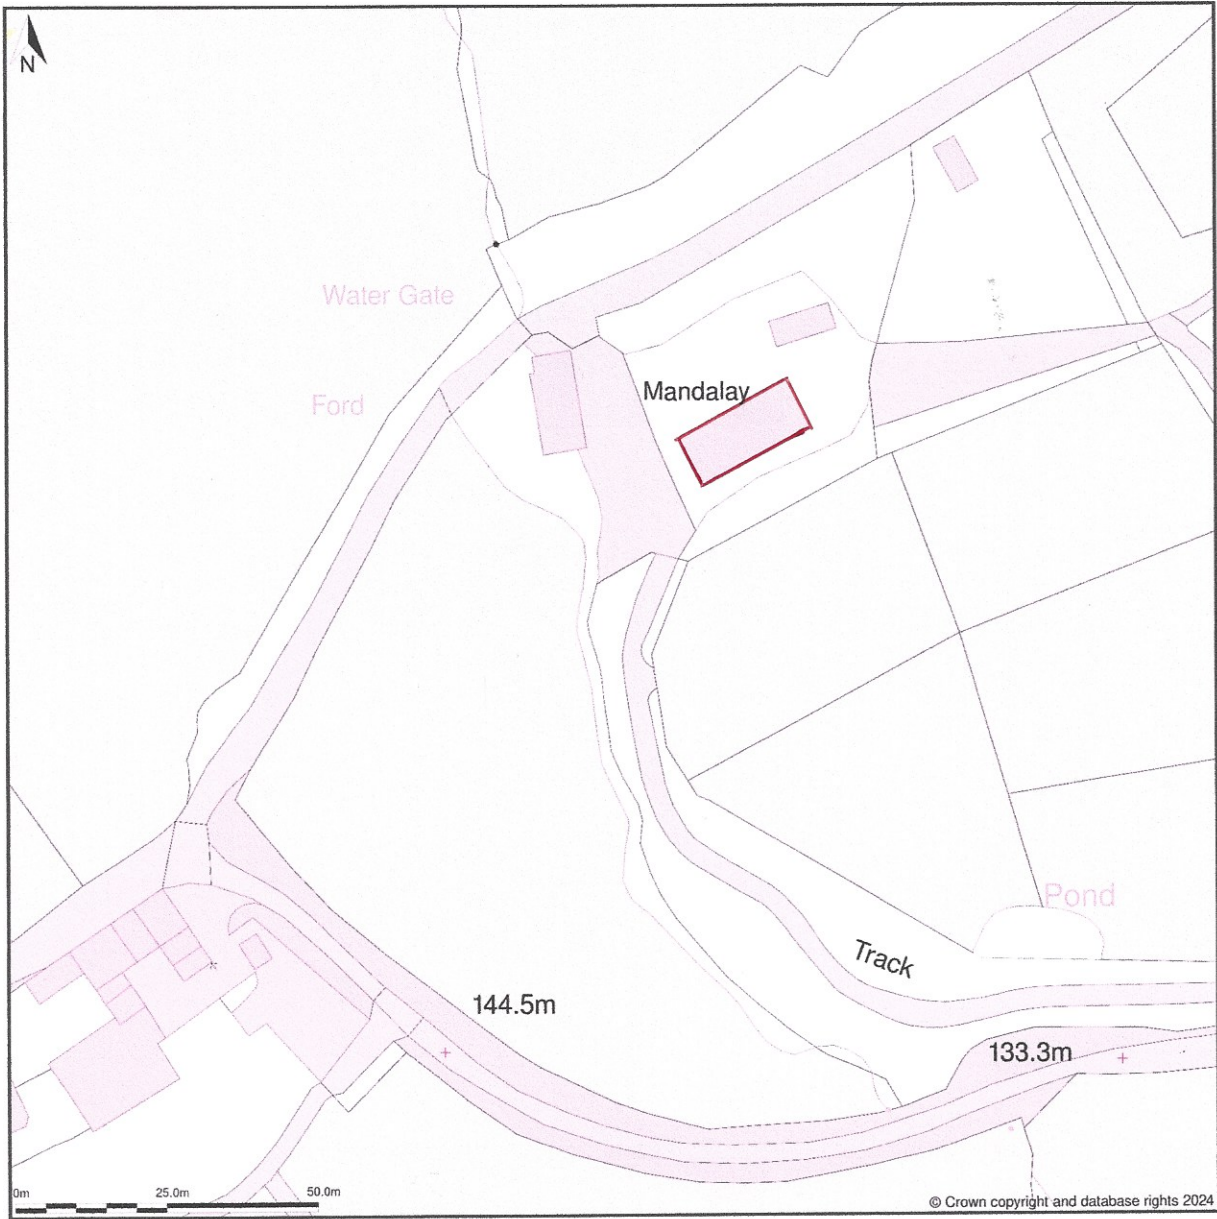 N
Water Gate
Ford
Mandalay
Pond
Track
144.5m
133.3m
0m 25.0m 50.0m
© Crown copyright and database rights 2024